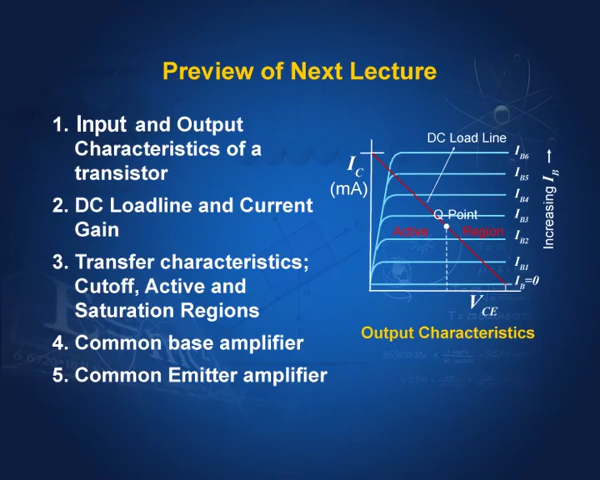 Preview of Next Lecture
1. Input and Output
Characteristics of a
transistor
2. DC Loadline and Current
Gain
3. Transfer characteristics;
Cutoff, Active and
Saturation Regions
4. Common base amplifier
5. Common Emitter amplifier
DC Load Line
I_C
(mA)
I_B6
I_B5
I_B4
I_B3
I_B2
I_B1
I_B=0
Q-Point
Active Region
Increasing I_B →
V_CE
Output Characteristics